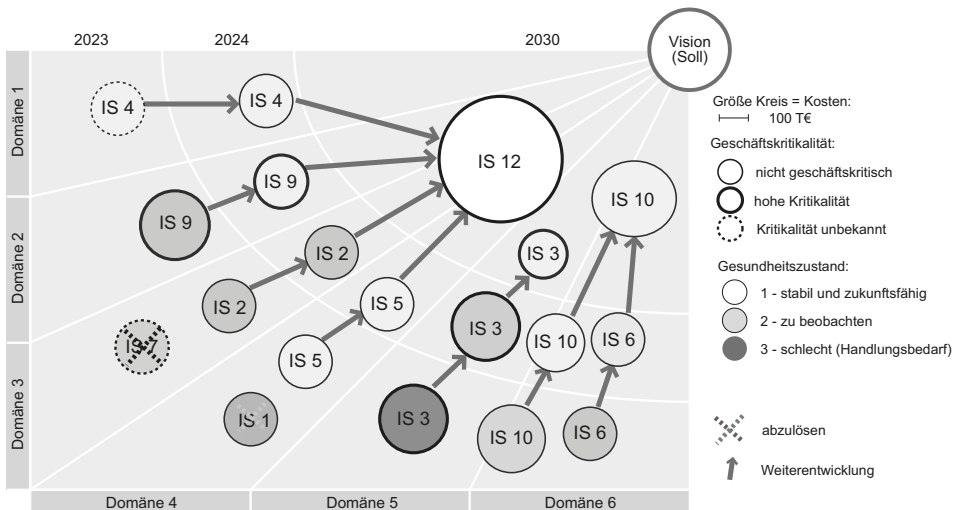 2023
2024
2030
Vision
(Soll)
Domäne 1
Domäne 2
Domäne 3
IS 4
IS 4
IS 12
IS 9
IS 9
IS 10
IS 2
IS 2
IS 3
IS 5
IS 3
IS 10
IS 6
IS 7
IS 5
IS 1
IS 3
IS 10
IS 6
Domäne 4
Domäne 5
Domäne 6
Größe Kreis = Kosten:
100 T€
Geschäftskritikalität:
nicht geschäftskritisch
hohe Kritikalität
Kritikalität unbekannt
Gesundheitszustand:
1 - stabil und zukunftsfähig
2 - zu beobachten
3 - schlecht (Handlungsbedarf)
abzulösen
Weiterentwicklung